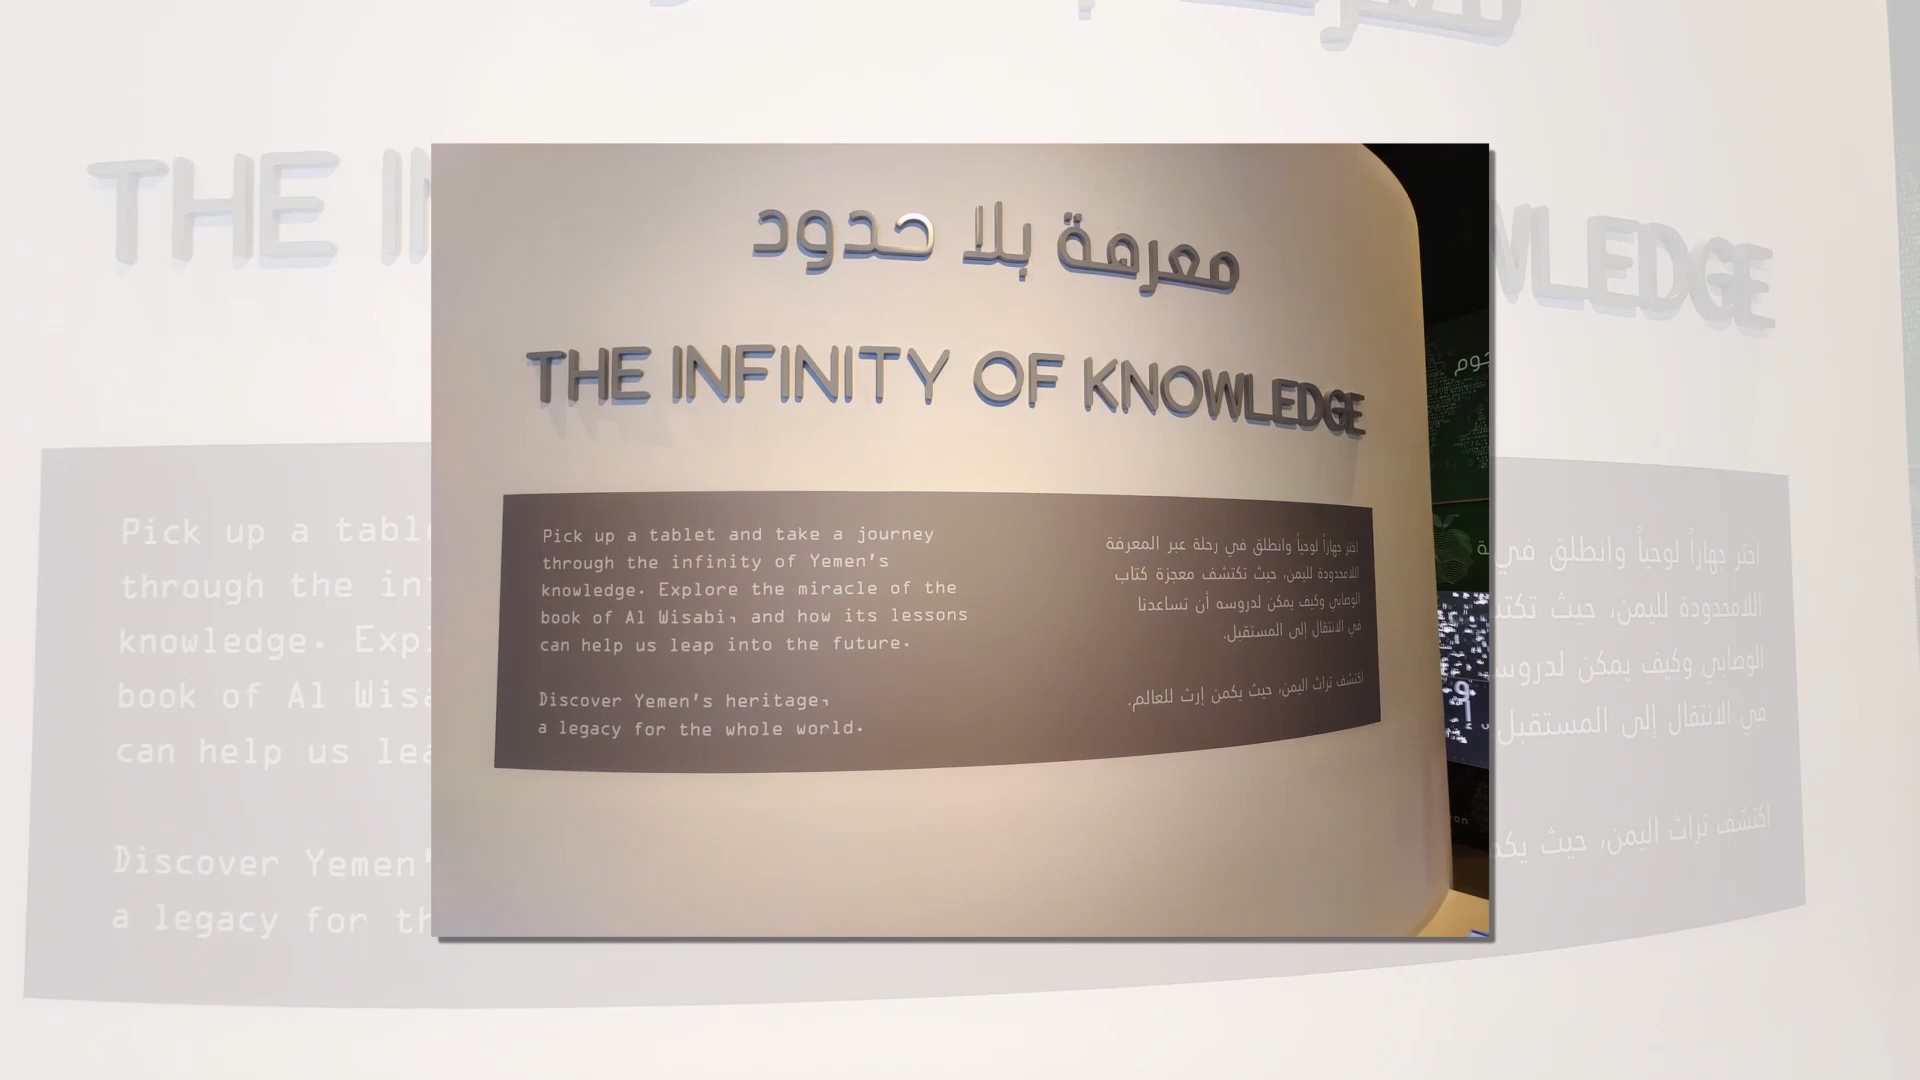 معرفة بلا حدود
THE INFINITY OF KNOWLEDGE
Pick up a tablet and take a journey
through the infinity of Yemen's
knowledge. Explore the miracle of the
book of Al Wisabi, and how its lessons
can help us leap into the future.
Discover Yemen's heritage,
a legacy for the whole world.
اختر جهازاً لوحياً وانطلق في رحلة عبر المعرفة
اللامحدودة لليمن، حيث تكتشف معجزة كتاب
الوصابي وكيف يمكن لدروسه أن تساعدنا
في الانتقال إلى المستقبل.
اكتشف تراث اليمن، حيث يكمن إرث للعالم.